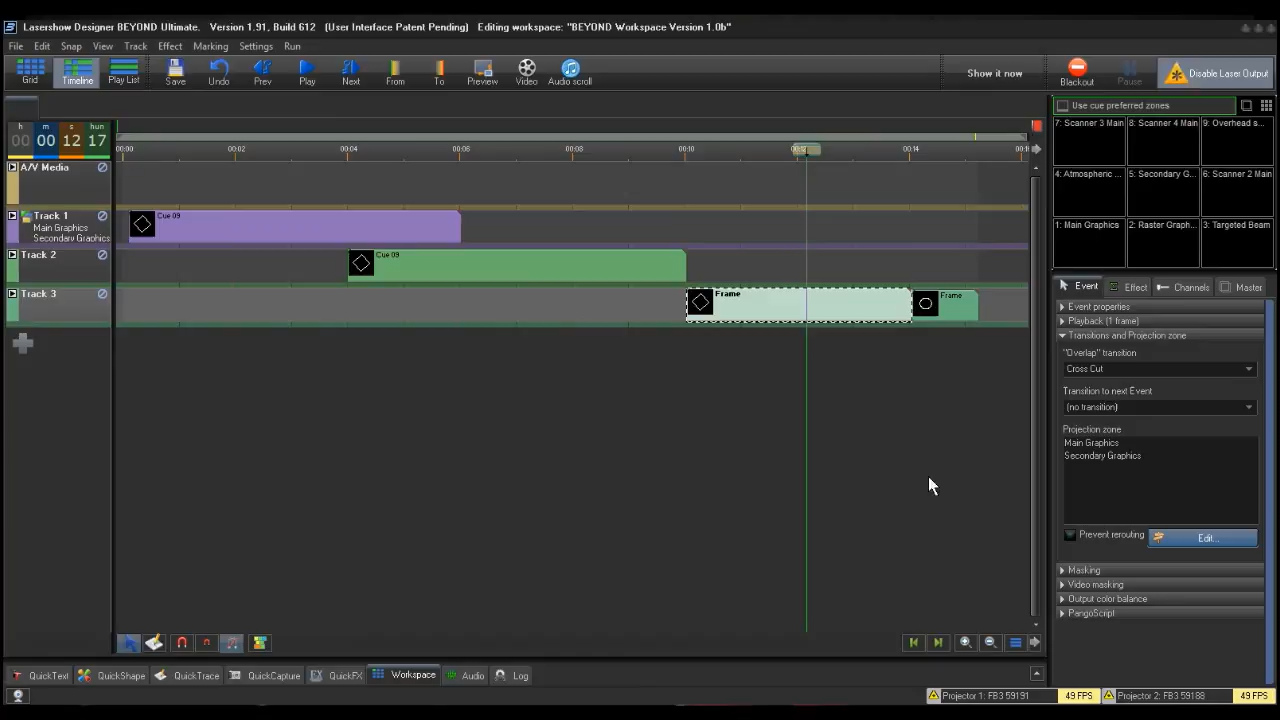 Lasershow Designer BEYOND Ultimate. Version 1.91, Build 612 (User Interface Patent Pending) Editing workspace: "BEYOND Workspace Version 1.0b"
File Edit Snap View Track Effect Marking Settings Run
Grid Timeline Play List Save Undo Prev Play Next From To Preview Video Audio scroll Show it now Blackout Pause Disable Laser Output
Use cue preferred zones
h m s hun
00 00 12 17
7: Scanner 3 Main 8: Scanner 4 Main 9: Overhead s...
00:00 00:02 00:04 00:06 00:08 00:10 00:14
A/V Media
4: Atmospheric ... 5: Secondary G... 6: Scanner 2 Main
Track 1
Main Graphics
Secondary Graphics
Cue 09
1: Main Graphics 2: Raster Graph... 3: Targeted Beam
Track 2
Cue 09
Track 3
Frame
Frame
Event Effect Channels Master
Event properties
Playback (1 frame)
Transitions and Projection zone
"Overlap" transition
Cross Cut
Transition to next Event
(no transition)
Projection zone
Main Graphics
Secondary Graphics
Prevent rerouting Edit...
Masking
Video masking
Output color balance
PangoScript
QuickText QuickShape QuickTrace QuickCapture QuickFX Workspace Audio Log
Projector 1: FB3 59191 49 FPS Projector 2: FB3 59188 49 FPS